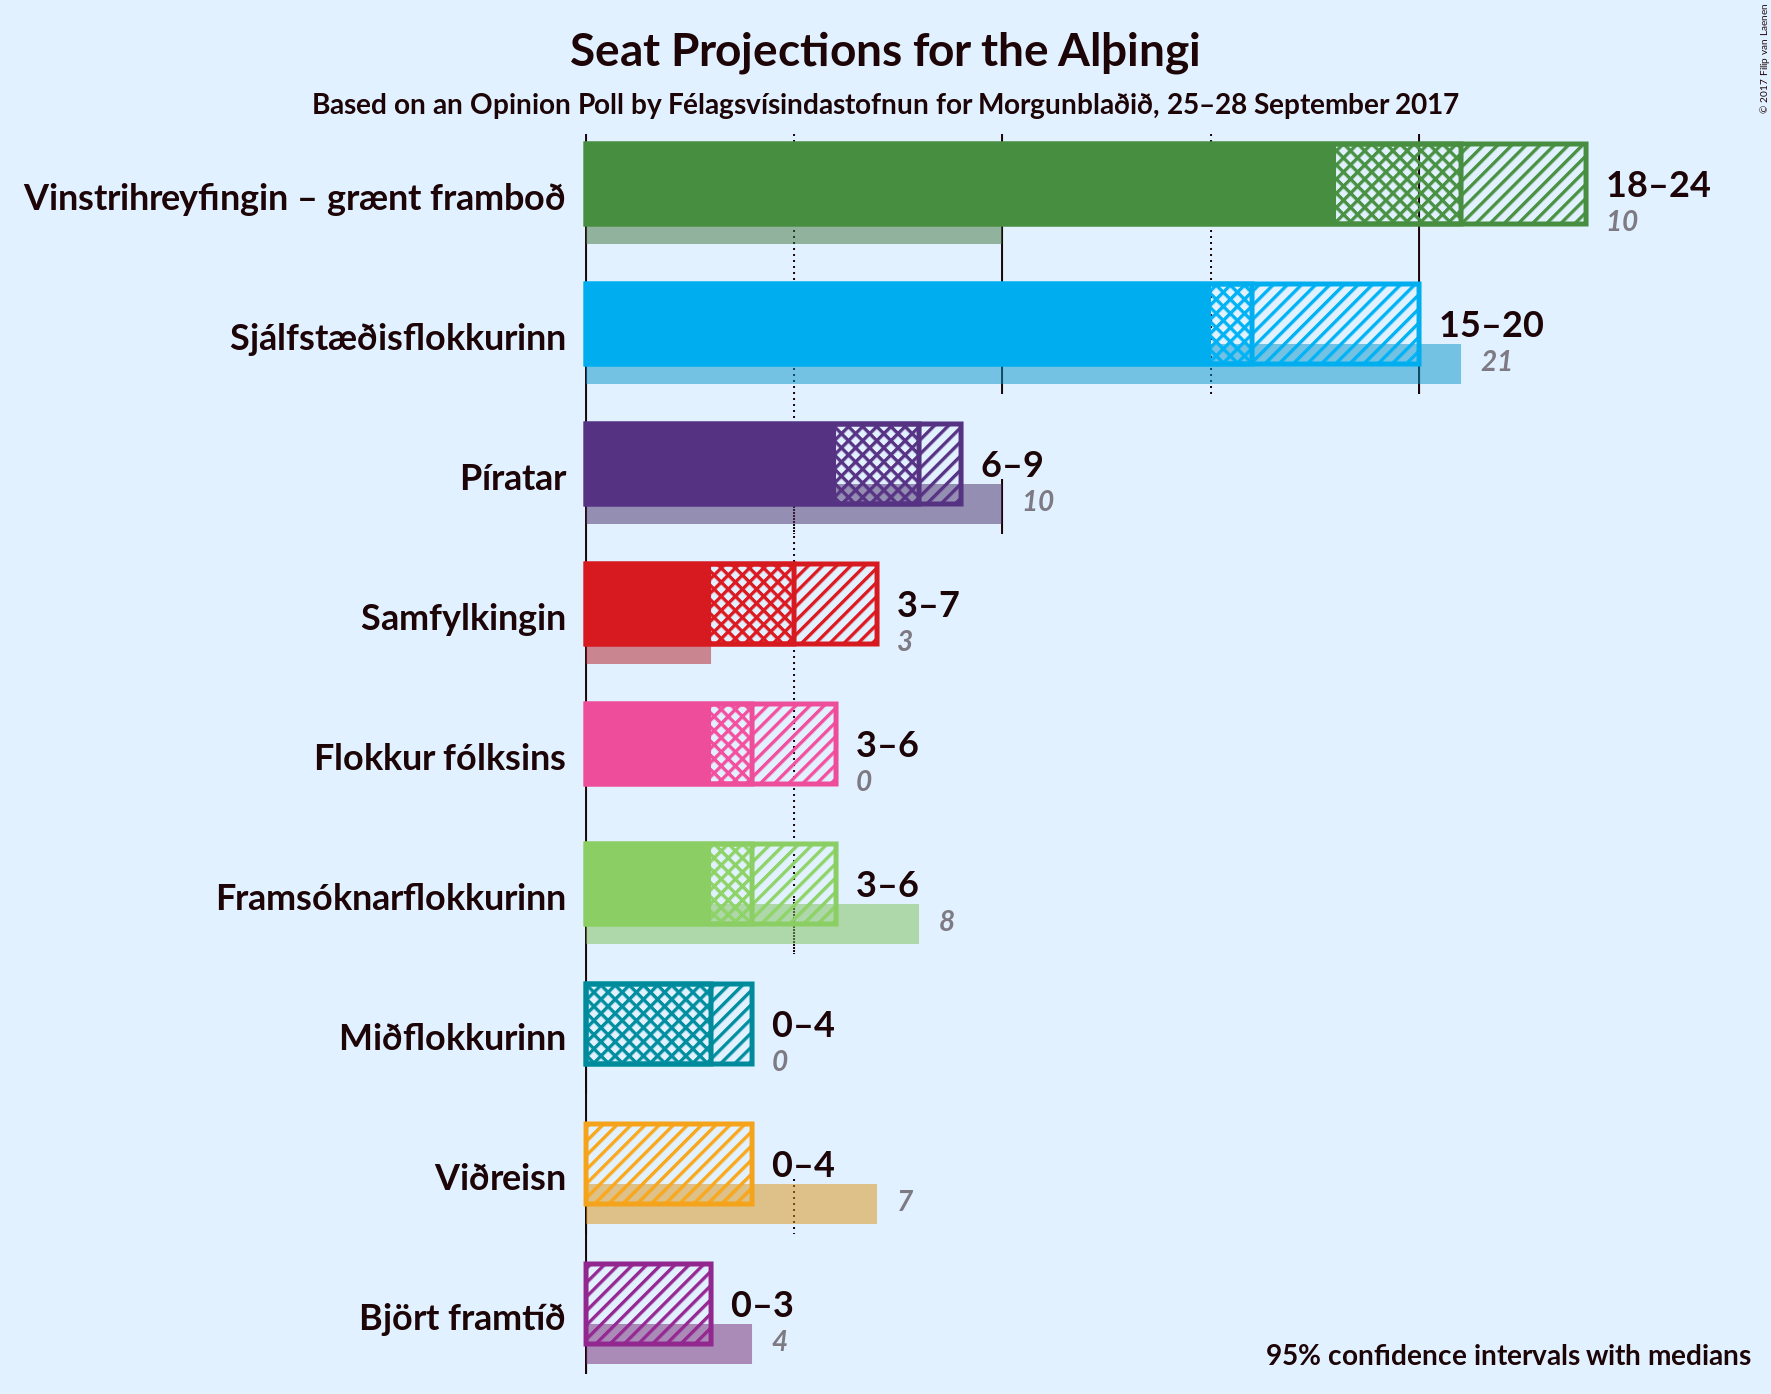 Seat Projections for the Alþingi
Based on an Opinion Poll by Félagsvísindastofnun for Morgunblaðið, 25–28 September 2017
© 2017 Filip van Laenen
Vinstrihreyfingin – grænt framboð
18–24
10
Sjálfstæðisflokkurinn
15–20
21
Píratar
6–9
10
Samfylkingin
3–7
3
Flokkur fólksins
3–6
0
Framsóknarflokkurinn
3–6
8
Miðflokkurinn
0–4
0
Viðreisn
0–4
7
Björt framtíð
0–3
4
95% confidence intervals with medians